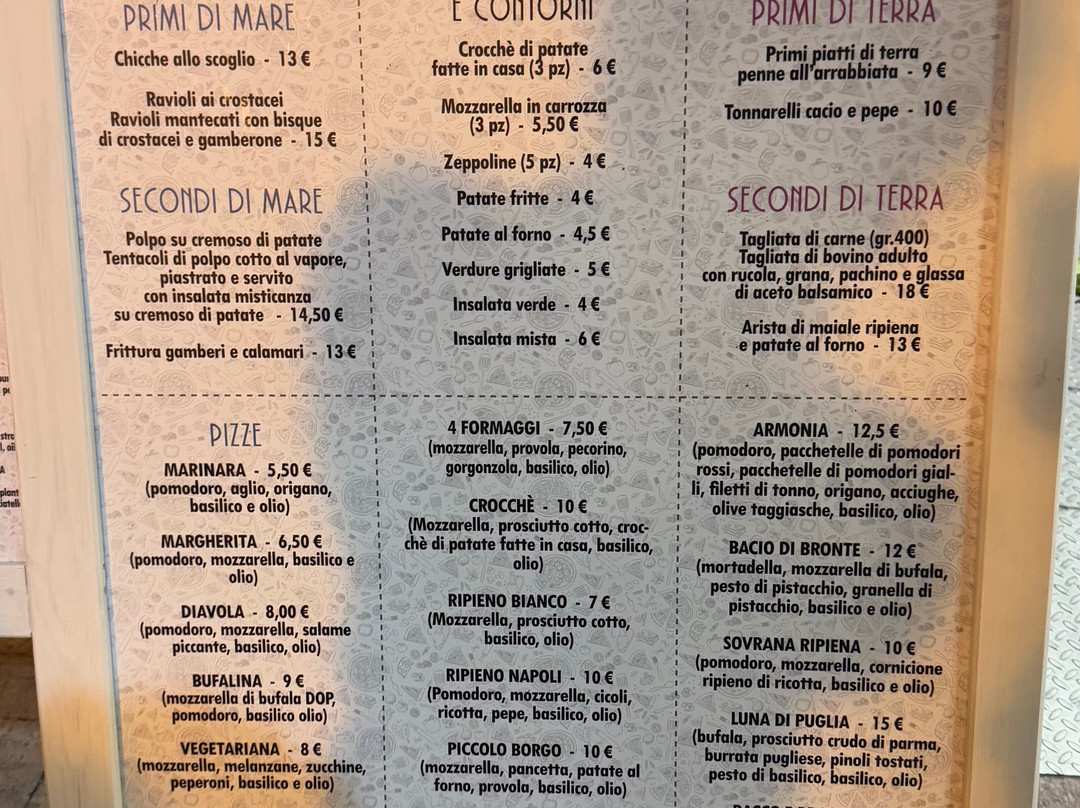 PRIMI DI MARE
Chicche allo scoglio - 13 €
Ravioli ai crostacei
Ravioli mantecati con bisque
di crostacei e gamberone - 15 €
SECONDI DI MARE
Polpo su cremoso di patate
Tentacoli di polpo cotto al vapore,
piastrato e servito
con insalata misticanza
su cremoso di patate - 14,50 €
Frittura gamberi e calamari - 13 €
E CONTORNI
Crocchè di patate
fatte in casa (3 pz) - 6 €
Mozzarella in carrozza
(3 pz) - 5,50 €
Zeppoline (5 pz) - 4 €
Patate fritte - 4 €
Patate al forno - 4,5 €
Verdure grigliate - 5 €
Insalata verde - 4 €
Insalata mista - 6 €
PRIMI DI TERRA
Primi piatti di terra
penne all'arrabbiata - 9 €
Tonnarelli cacio e pepe - 10 €
SECONDI DI TERRA
Tagliata di carne (gr.400)
Tagliata di bovino adulto
con rucola, grana, pachino e glassa
di aceto balsamico - 18 €
Arista di maiale ripiena
e patate al forno - 13 €
PIZZE
MARINARA - 5,50 €
(pomodoro, aglio, origano,
basilico e olio)
MARGHERITA - 6,50 €
(pomodoro, mozzarella, basilico e
olio)
DIAVOLA - 8,00 €
(pomodoro, mozzarella, salame
piccante, basilico, olio)
BUFALINA - 9 €
(mozzarella di bufala DOP,
pomodoro, basilico olio)
VEGETARIANA - 8 €
(mozzarella, melanzane, zucchine,
peperoni, basilico e olio)
4 FORMAGGI - 7,50 €
(mozzarella, provola, pecorino,
gorgonzola, basilico, olio)
CROCCHÈ - 10 €
(Mozzarella, prosciutto cotto, croc-
chè di patate fatte in casa, basilico,
olio)
RIPIENO BIANCO - 7 €
(Mozzarella, prosciutto cotto,
basilico, olio)
RIPIENO NAPOLI - 10 €
(Pomodoro, mozzarella, cicoli,
ricotta, pepe, basilico, olio)
PICCOLO BORGO - 10 €
(mozzarella, pancetta, patate al
forno, provola, basilico, olio)
ARMONIA - 12,5 €
(pomodoro, pacchetelle di pomodori
rossi, pacchetelle di pomodori gial-
li, filetti di tonno, origano, acciughe,
olive taggiasche, basilico, olio)
BACIO DI BRONTE - 12 €
(mortadella, mozzarella di bufala,
pesto di pistacchio, granella di
pistacchio, basilico e olio)
SOVRANA RIPIENA - 10 €
(pomodoro, mozzarella, cornicione
ripieno di ricotta, basilico e olio)
LUNA DI PUGLIA - 15 €
(bufala, prosciutto crudo di parma,
burrata pugliese, pinoli tostati,
pesto di basilico, basilico, olio)